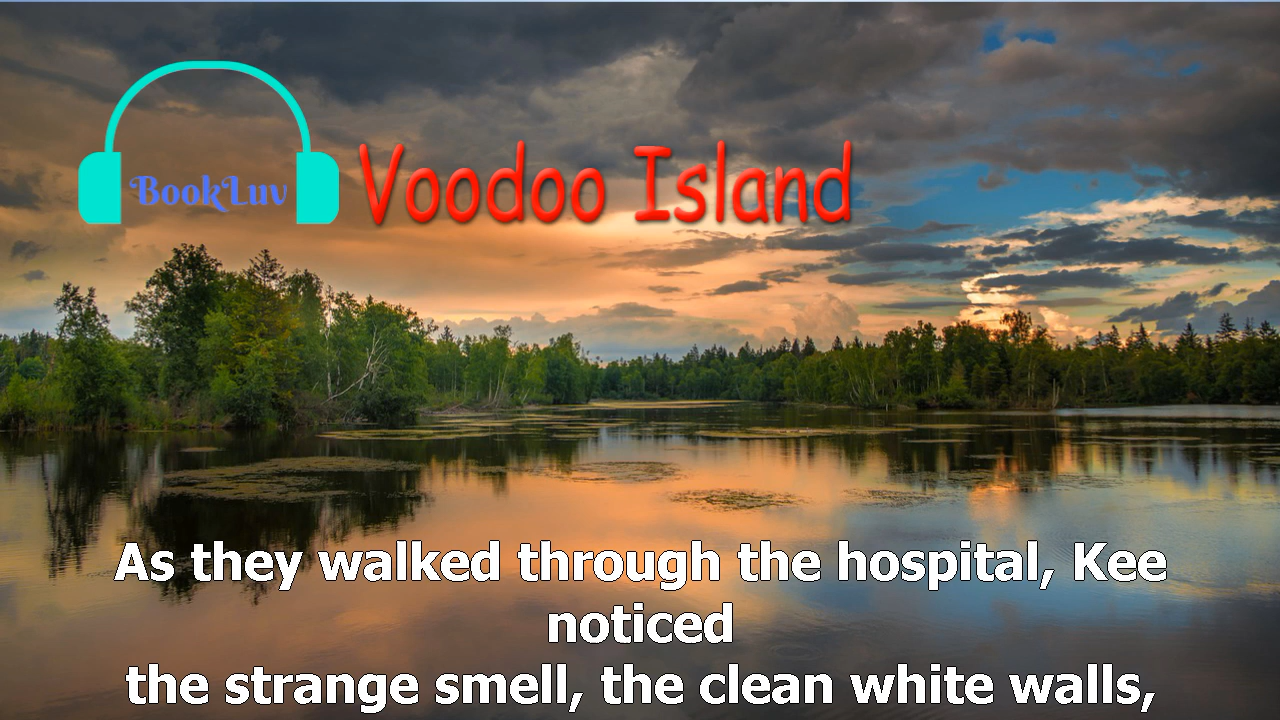 BookLuv
Voodoo Island
As they walked through the hospital, Kee
noticed
the strange smell, the clean white walls,